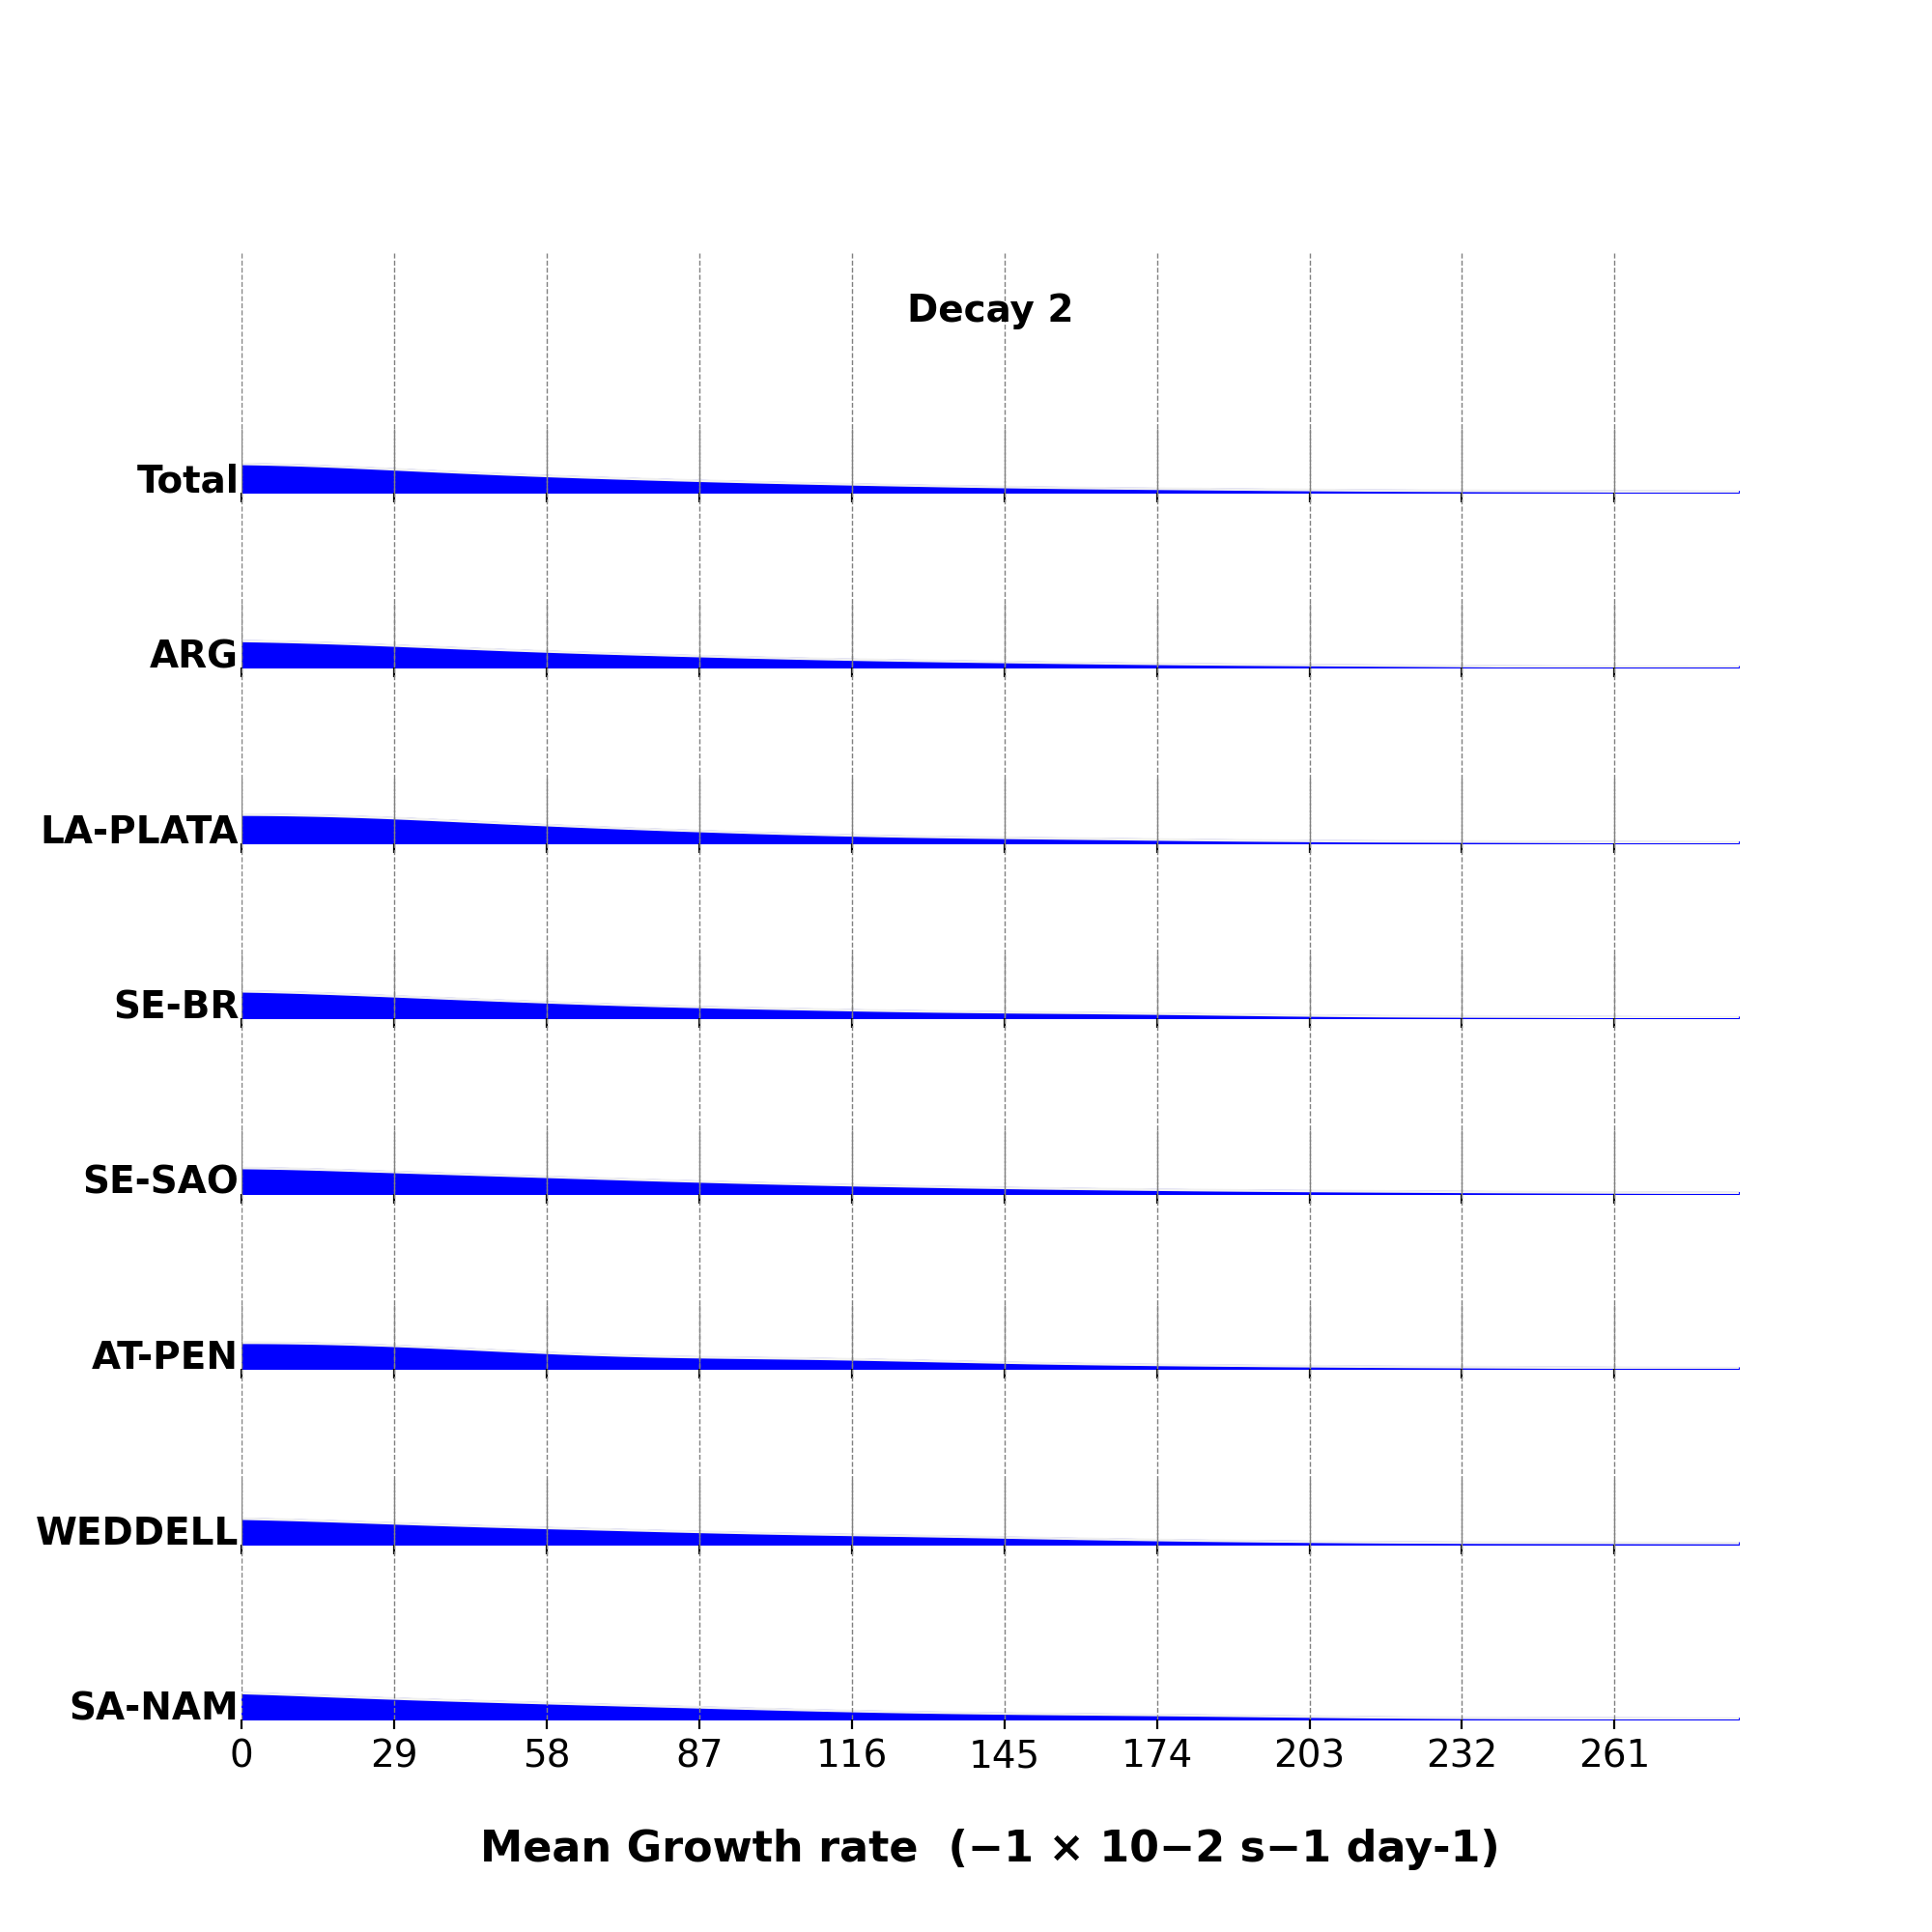 Decay 2
Total
ARG
LA-PLATA
SE-BR
SE-SAO
AT-PEN
WEDDELL
SA-NAM
0 29 58 87 116 145 174 203 232 261
Mean Growth rate (−1 × 10−2 s−1 day-1)